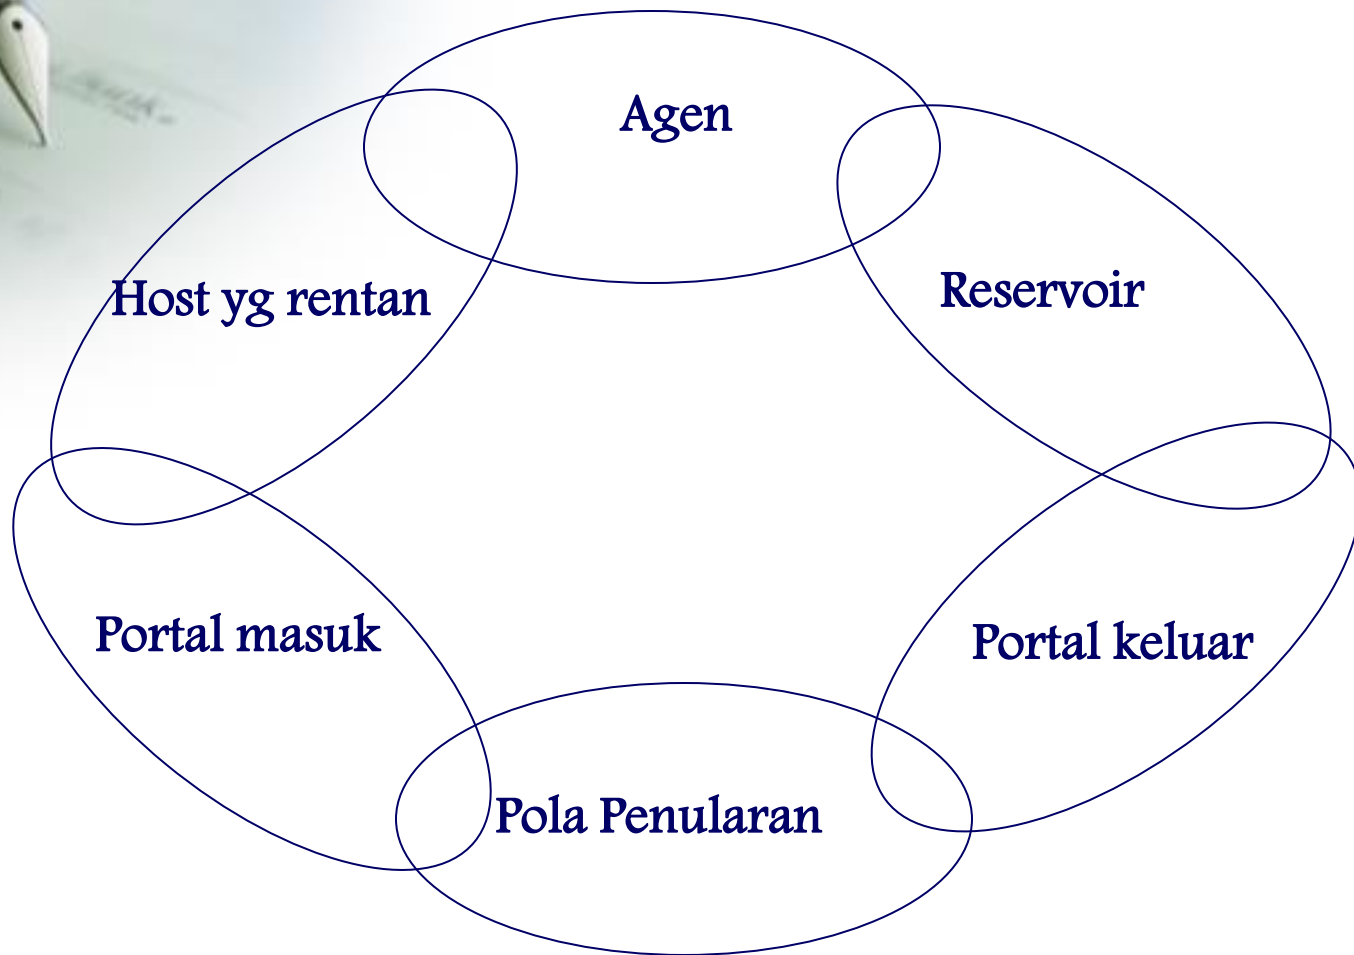 Agen
Host yg rentan
Reservoir
Portal masuk
Portal keluar
Pola Penularan